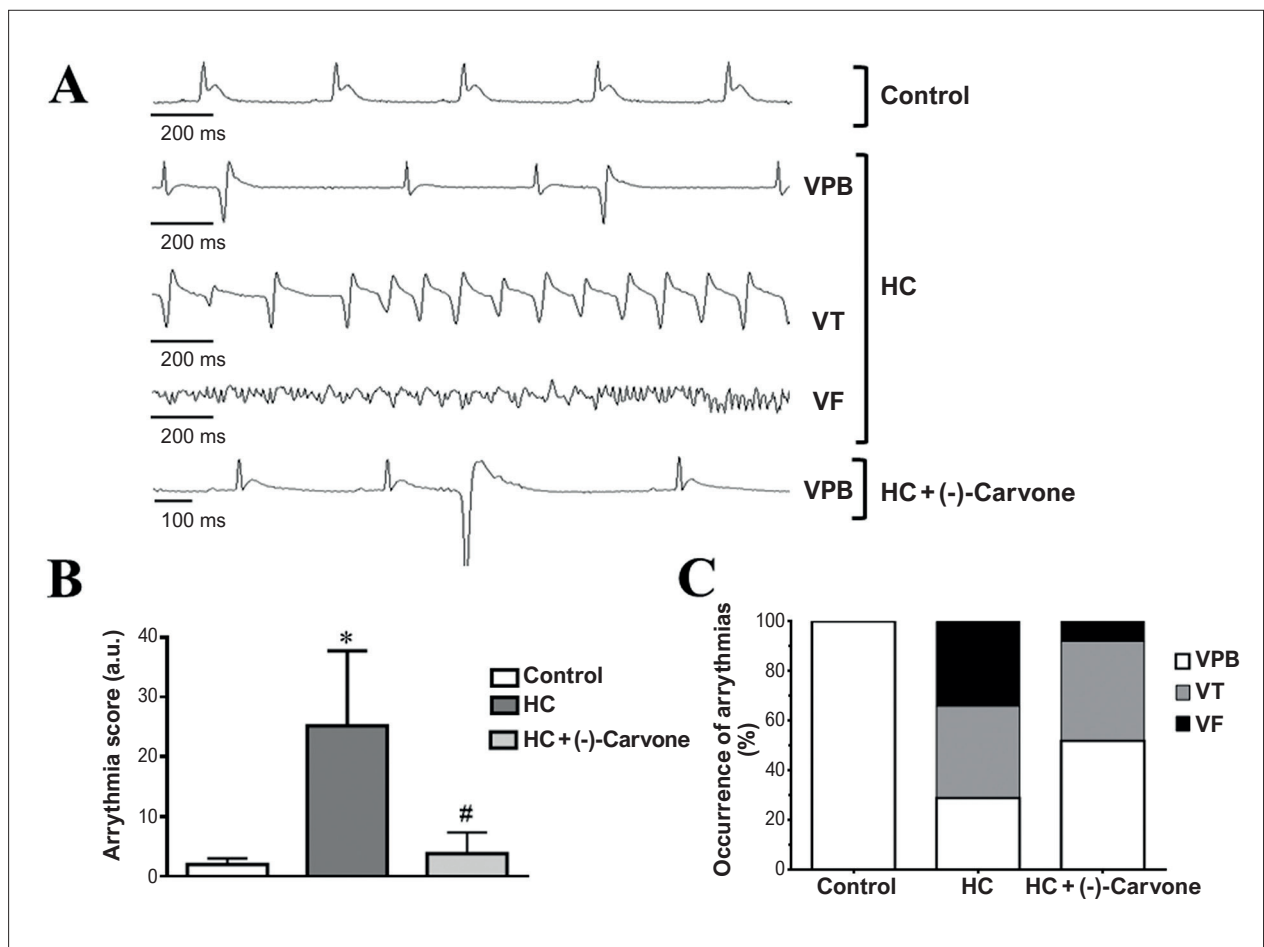 A
Control
200 ms
VPB
200 ms
HC
VT
200 ms
VF
200 ms
VPB
HC + (-)-Carvone
100 ms
B
Arrythmia score (a.u.)
40
30
20
10
0
*
#
Control
HC
HC + (-)-Carvone
C
Occurrence of arrythmias
(%)
100
80
60
40
20
0
Control
HC
HC + (-)-Carvone
VPB
VT
VF